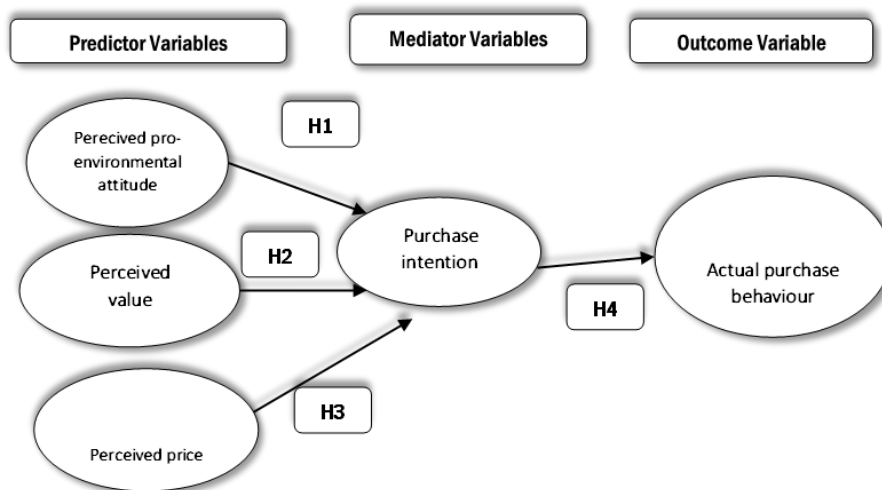 Predictor Variables
Mediator Variables
Outcome Variable
H1
Perecived pro-
environmental
attitude
Purchase
intention
H2
Perceived
value
Actual purchase
behaviour
H4
H3
Perceived price